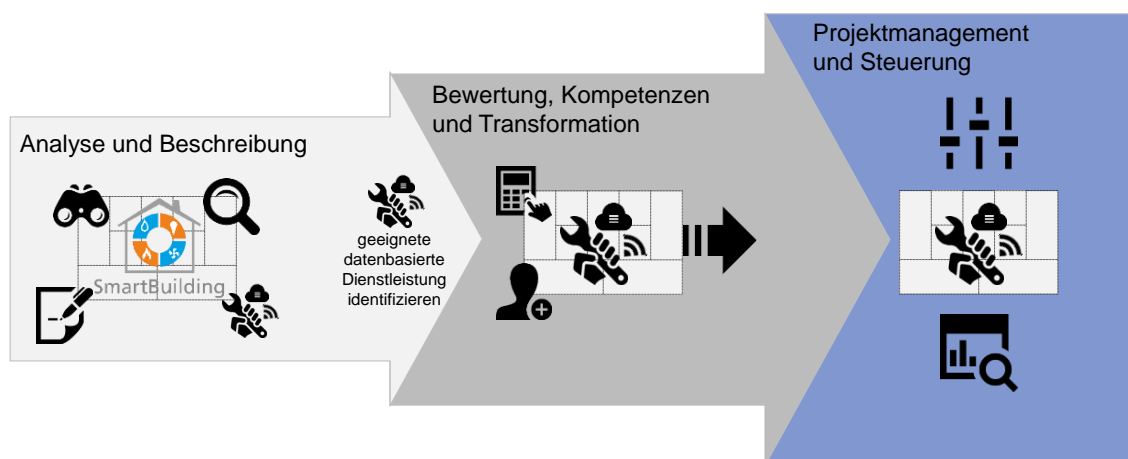 Analyse und Beschreibung
SmartBuilding
geeignete
datenbasierte
Dienstleistung
identifizieren
Bewertung, Kompetenzen
und Transformation
Projektmanagement
und Steuerung